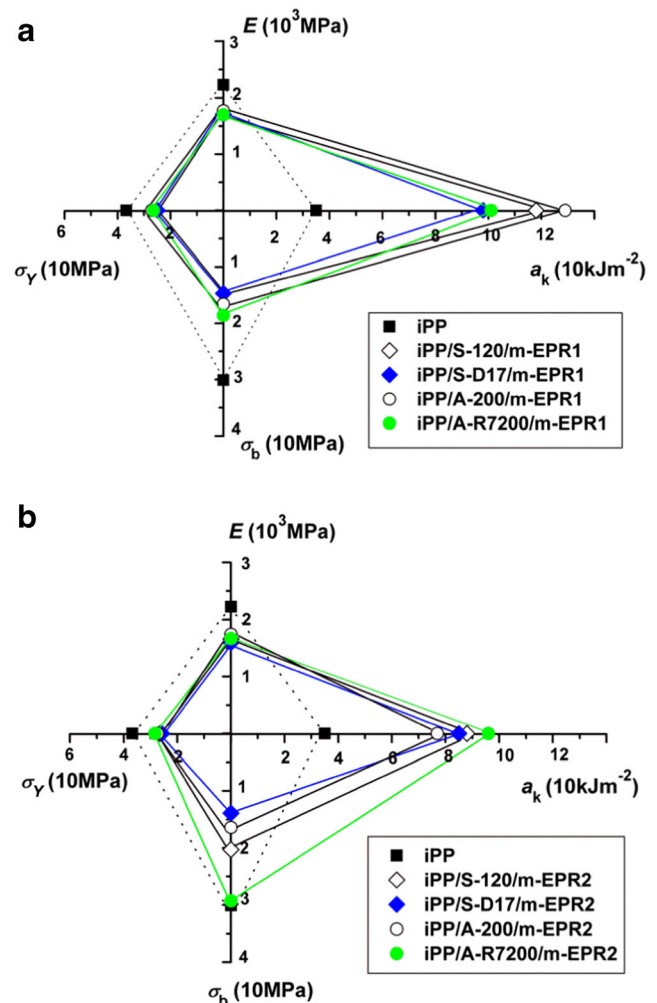 a
E (10³MPa)
3
2
1
6
4
2
2
4
6
8
10
12
σY (10MPa)
ak (10kJm⁻²)
1
2
3
4
σb (10MPa)
iPP
iPP/S-120/m-EPR1
iPP/S-D17/m-EPR1
iPP/A-200/m-EPR1
iPP/A-R7200/m-EPR1
b
E (10³MPa)
3
2
1
6
4
2
2
4
6
8
10
12
σY (10MPa)
ak (10kJm⁻²)
1
2
3
4
σb (10MPa)
iPP
iPP/S-120/m-EPR2
iPP/S-D17/m-EPR2
iPP/A-200/m-EPR2
iPP/A-R7200/m-EPR2